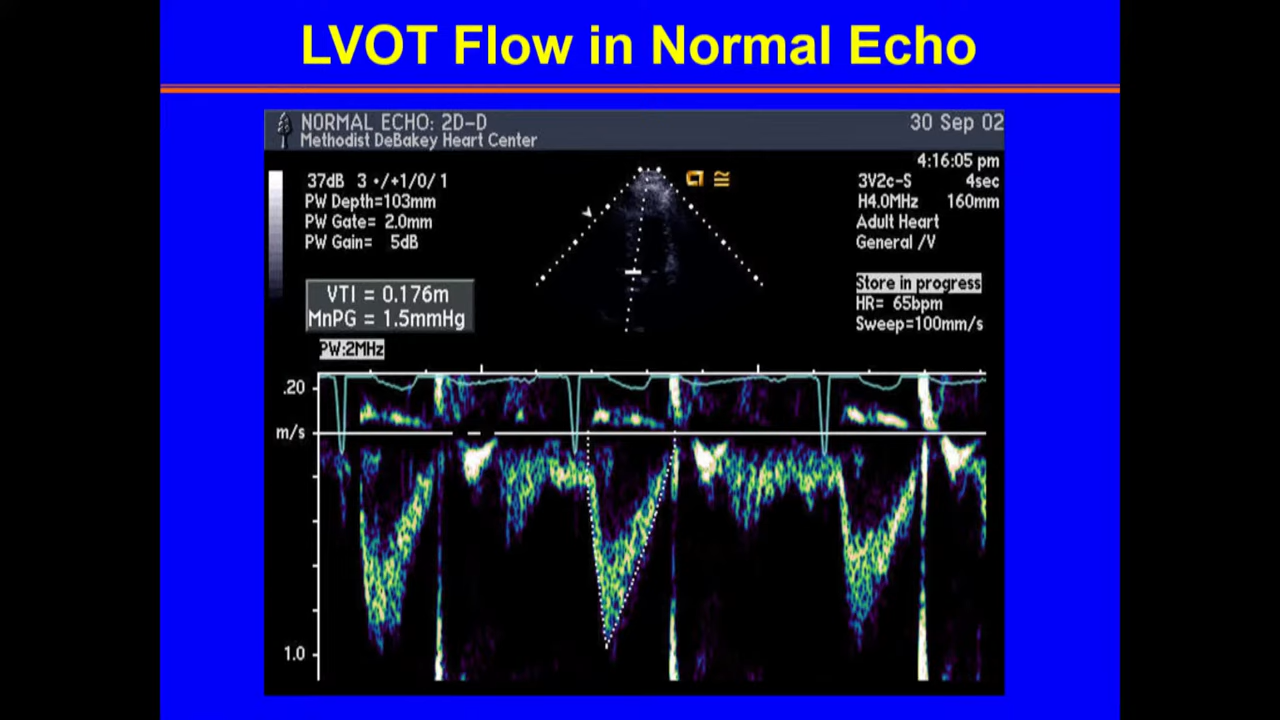 LVOT Flow in Normal Echo
NORMAL ECHO: 2D-D
30 Sep 02
Methodist DeBakey Heart Center
4:16:05 pm
37dB 3 •/+1/0/1
3V2c-S 4sec
PW Depth=103mm
H4.0MHz 160mm
PW Gate= 2.0mm
Adult Heart
PW Gain= 5dB
General /V
Store in progress
VTI = 0.176m
HR= 65bpm
MnPG = 1.5mmHg
Sweep=100mm/s
PW:2MHz
.20
m/s
1.0